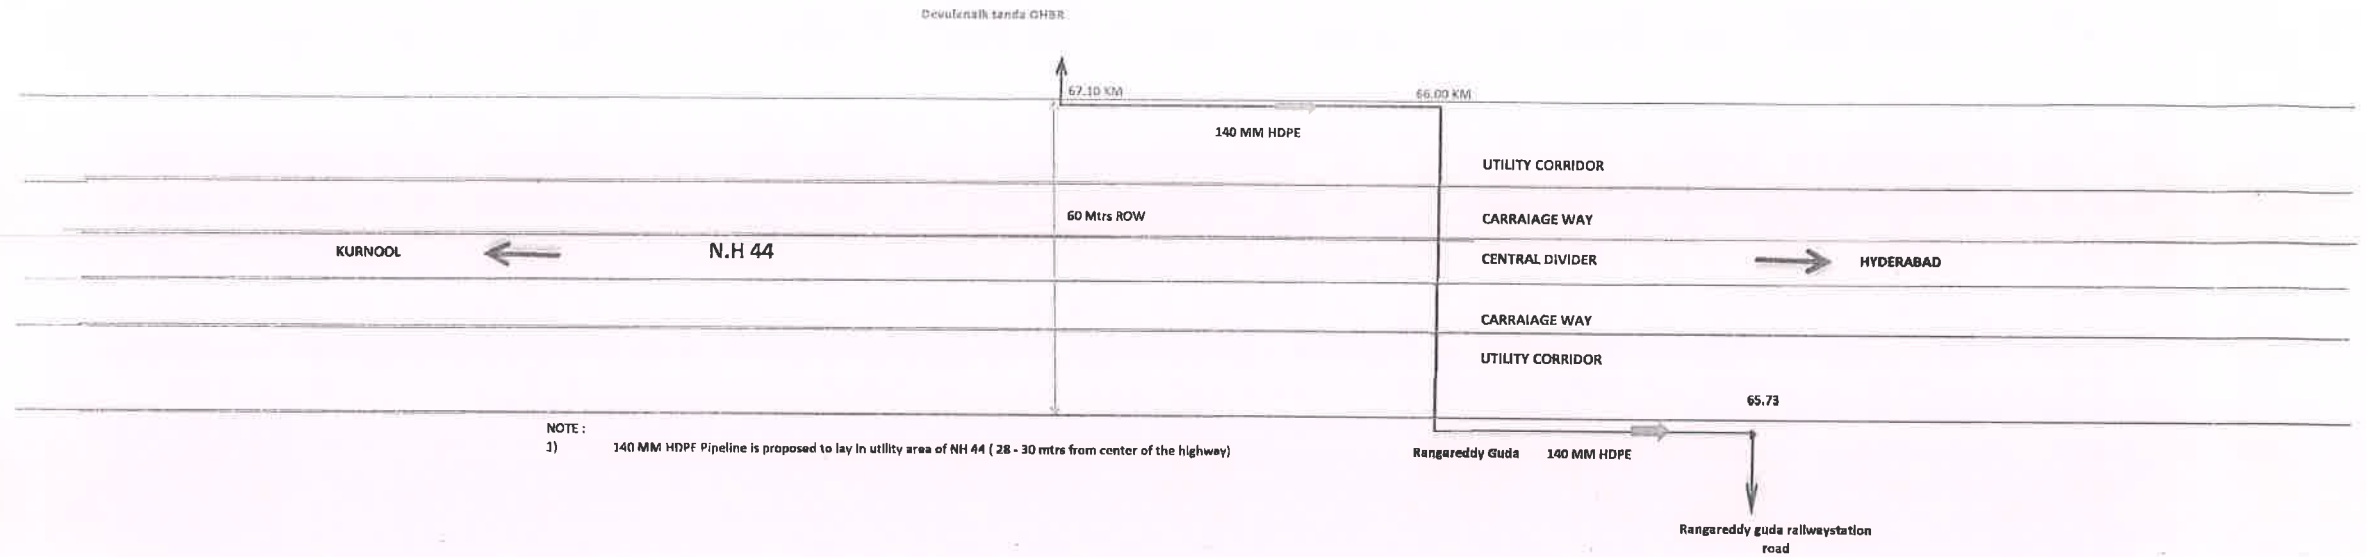 Devulanaik tanda OHBR
67.10 KM
66.00 KM
140 MM HDPE
UTILITY CORRIDOR
60 Mtrs ROW
CARRAIAGE WAY
KURNOOL
N.H 44
CENTRAL DIVIDER
HYDERABAD
CARRAIAGE WAY
UTILITY CORRIDOR
65.73
NOTE :
1) 140 MM HDPE Pipeline is proposed to lay in utility area of NH 44 ( 28 - 30 mtrs from center of the highway)
Rangareddy Guda 140 MM HDPE
Rangareddy guda railwaystation
road